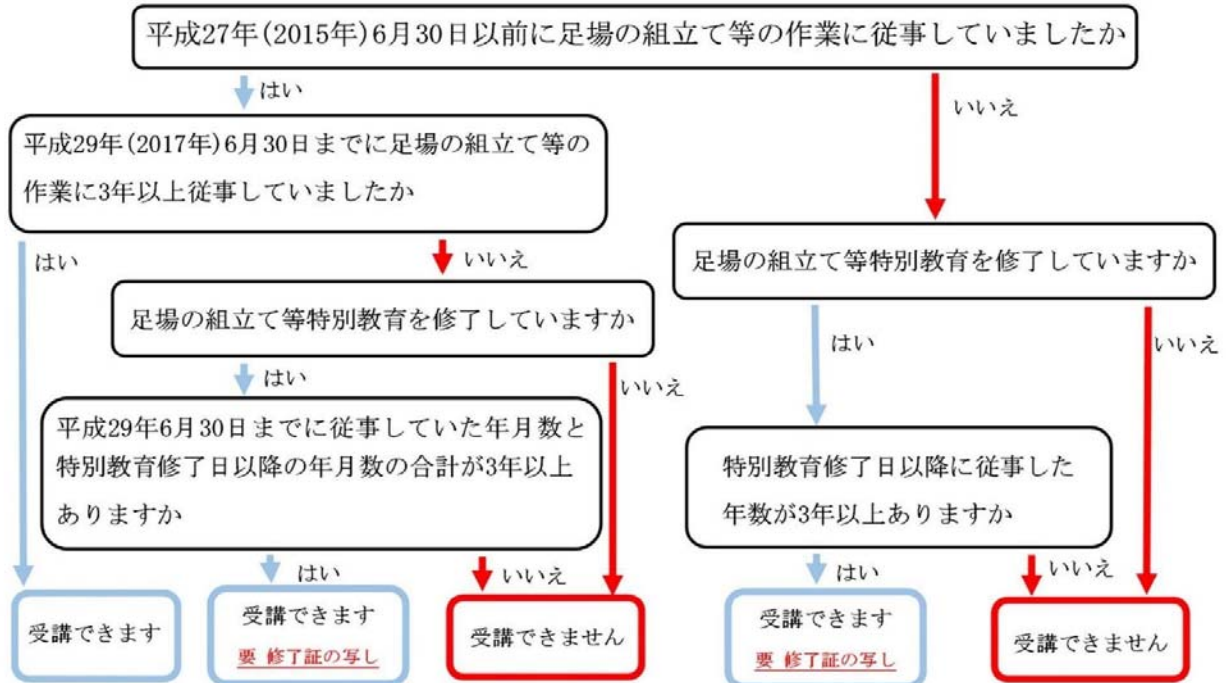 平成27年(2015年)6月30日以前に足場の組立て等の作業に従事していましたか
はい
いいえ
平成29年(2017年)6月30日までに足場の組立て等の
作業に3年以上従事していましたか
はい
いいえ
足場の組立て等特別教育を修了していますか
足場の組立て等特別教育を修了していますか
はい
いいえ
はい
いいえ
平成29年6月30日までに従事していた年月数と
特別教育修了日以降の年月数の合計が3年以上
ありますか
特別教育修了日以降に従事した
年数が3年以上ありますか
はい
いいえ
はい
いいえ
受講できます
受講できます
要 修了証の写し
受講できません
受講できます
要 修了証の写し
受講できません